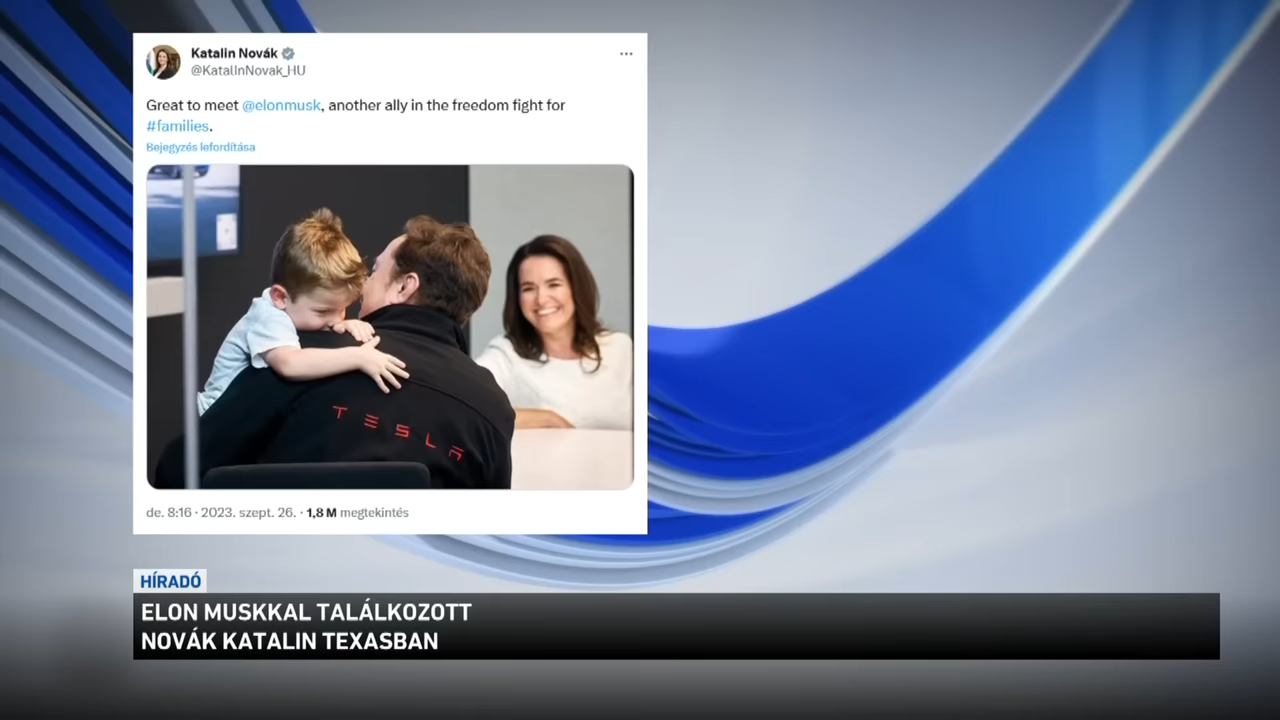 Katalin Novák
@KatalinNovak_HU
Great to meet @elonmusk, another ally in the freedom fight for
#families.
Bejegyzés lefordítása
TESLA
de. 8:16 · 2023. szept. 26. · 1,8 M megtekintés
HÍRADÓ
ELON MUSKKAL TALÁLKOZOTT
NOVÁK KATALIN TEXASBAN